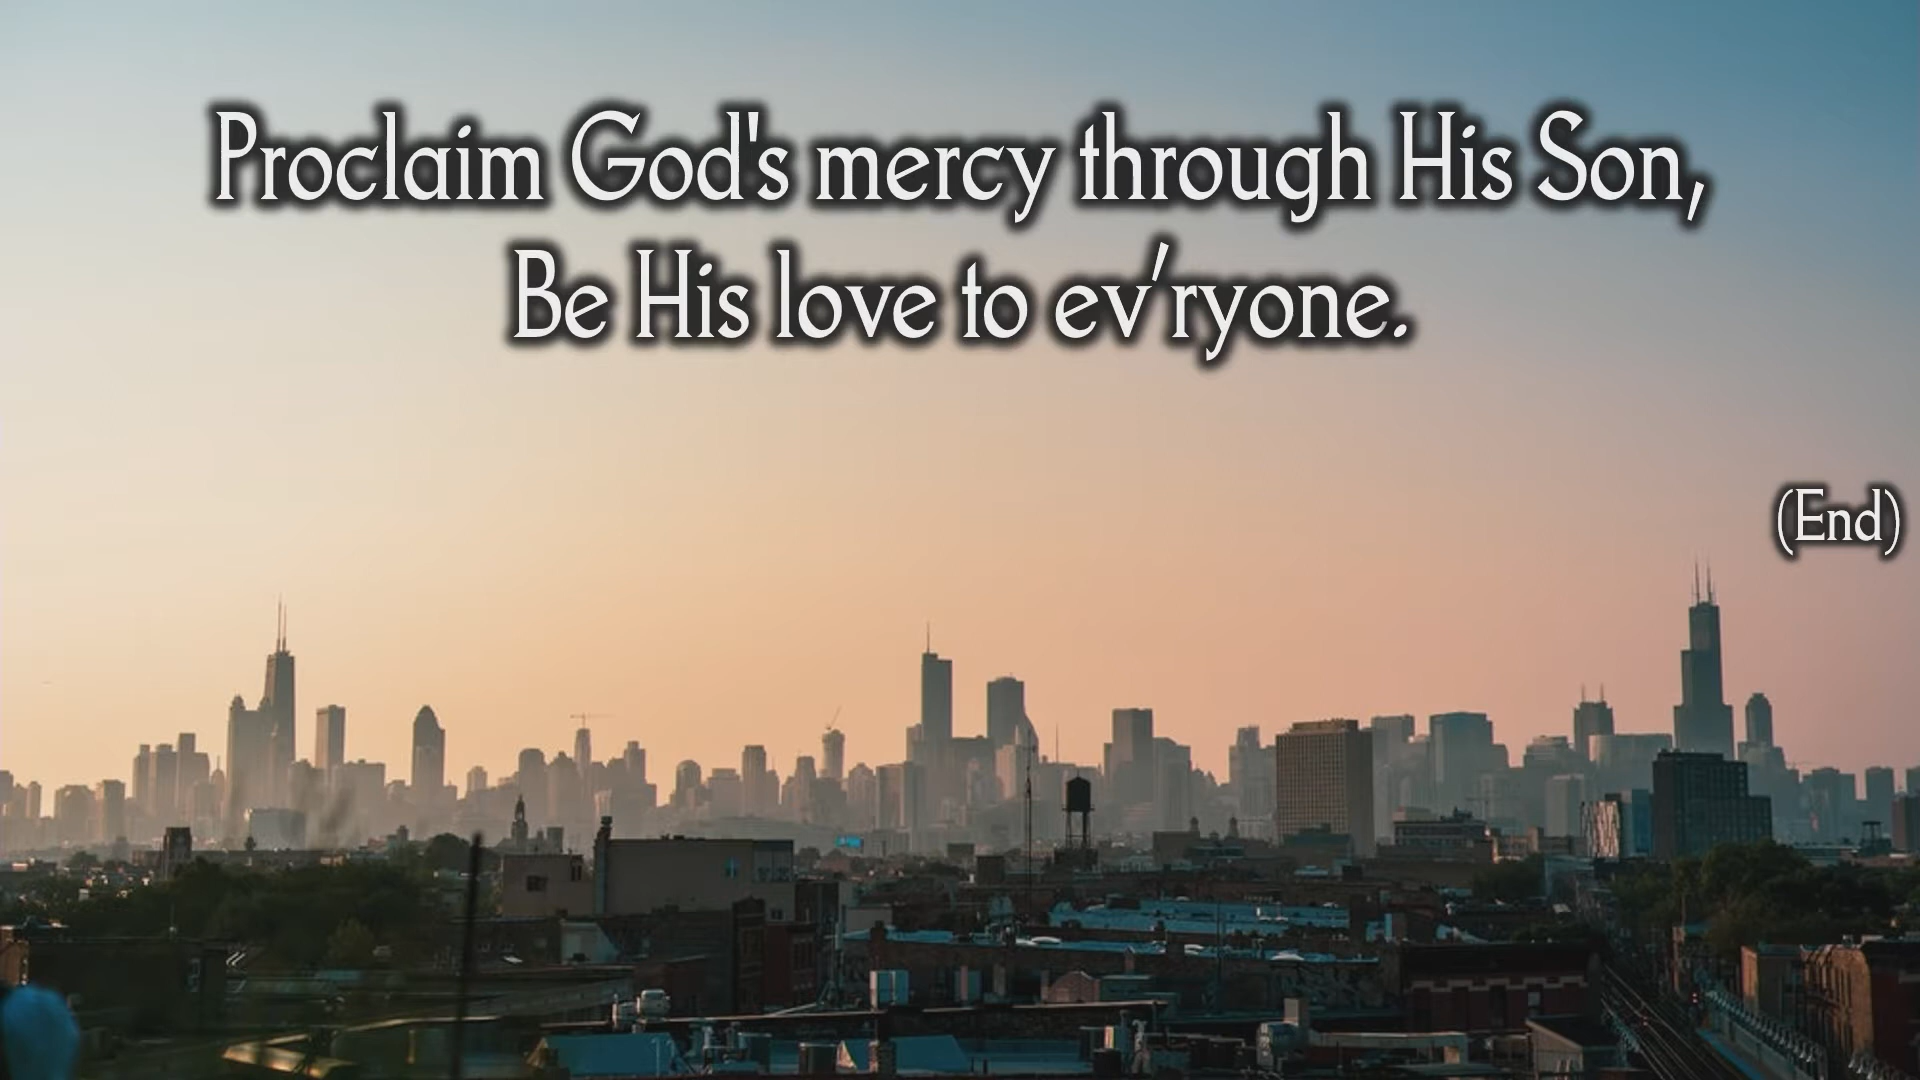 Proclaim God's mercy through His Son,
Be His love to ev'ryone.
(End)